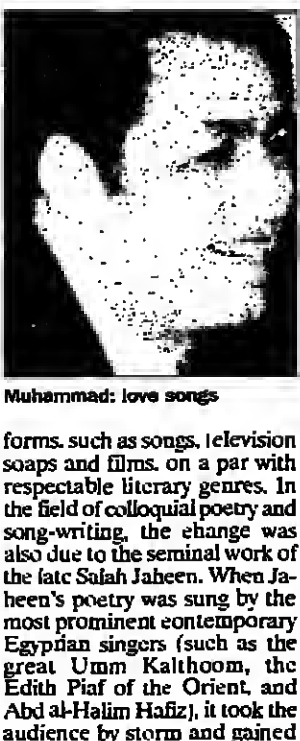 Muhammad: love songs
forms. such as songs, television
soaps and films. on a par with
respectable literary genres. In
the field of colloquial poetry and
song-writing, the change was
also due to the seminal work of
the late Salah Jaheen. When Ja-
heen's poetry was sung by the
most prominent contemporary
Egyptian singers (such as the
great Umm Kalthoom, the
Edith Piaf of the Orient, and
Abd al-Halim Hafiz), it took the
audience by storm and gained